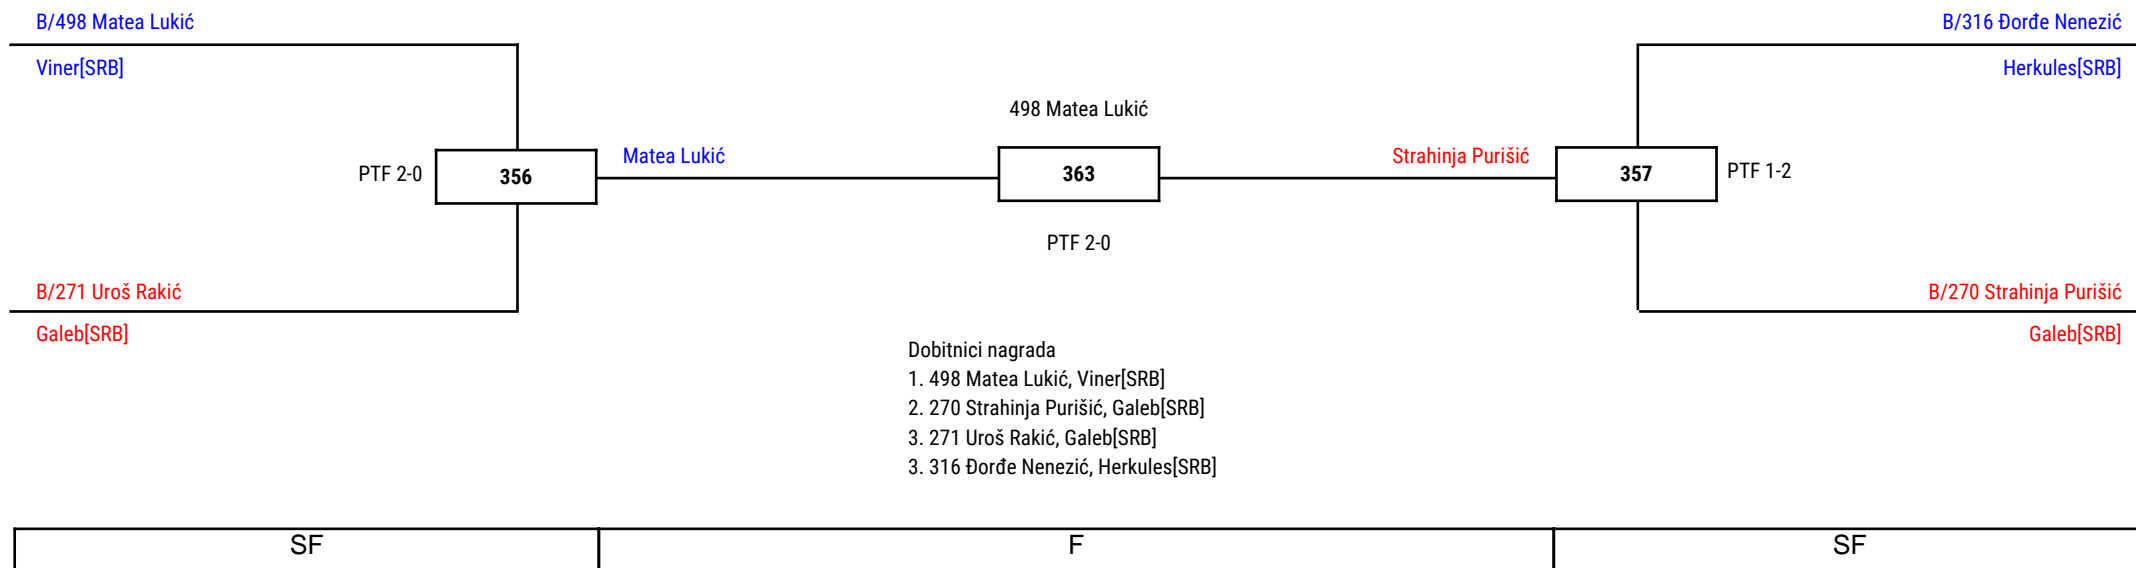 B/498 Matea Lukić
Viner[SRB]
B/316 Đorđe Nenezić
Herkules[SRB]
498 Matea Lukić
PTF 2-0
356
Matea Lukić
363
Strahinja Purišić
357
PTF 1-2
PTF 2-0
B/271 Uroš Rakić
Galeb[SRB]
B/270 Strahinja Purišić
Galeb[SRB]
Dobitnici nagrada
1. 498 Matea Lukić, Viner[SRB]
2. 270 Strahinja Purišić, Galeb[SRB]
3. 271 Uroš Rakić, Galeb[SRB]
3. 316 Đorđe Nenezić, Herkules[SRB]
SF
F
SF